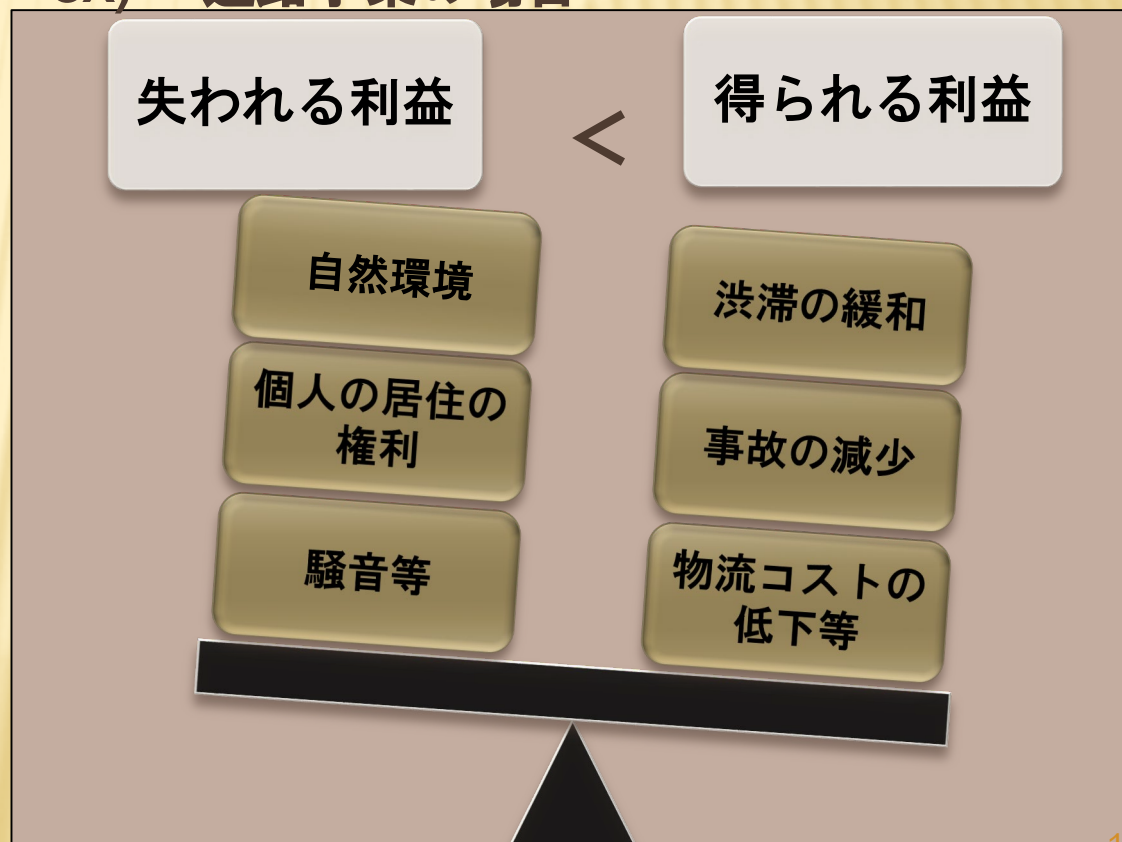 失われる利益
<
得られる利益
自然環境
個人の居住の
権利
騒音等
渋滞の緩和
事故の減少
物流コストの
低下等